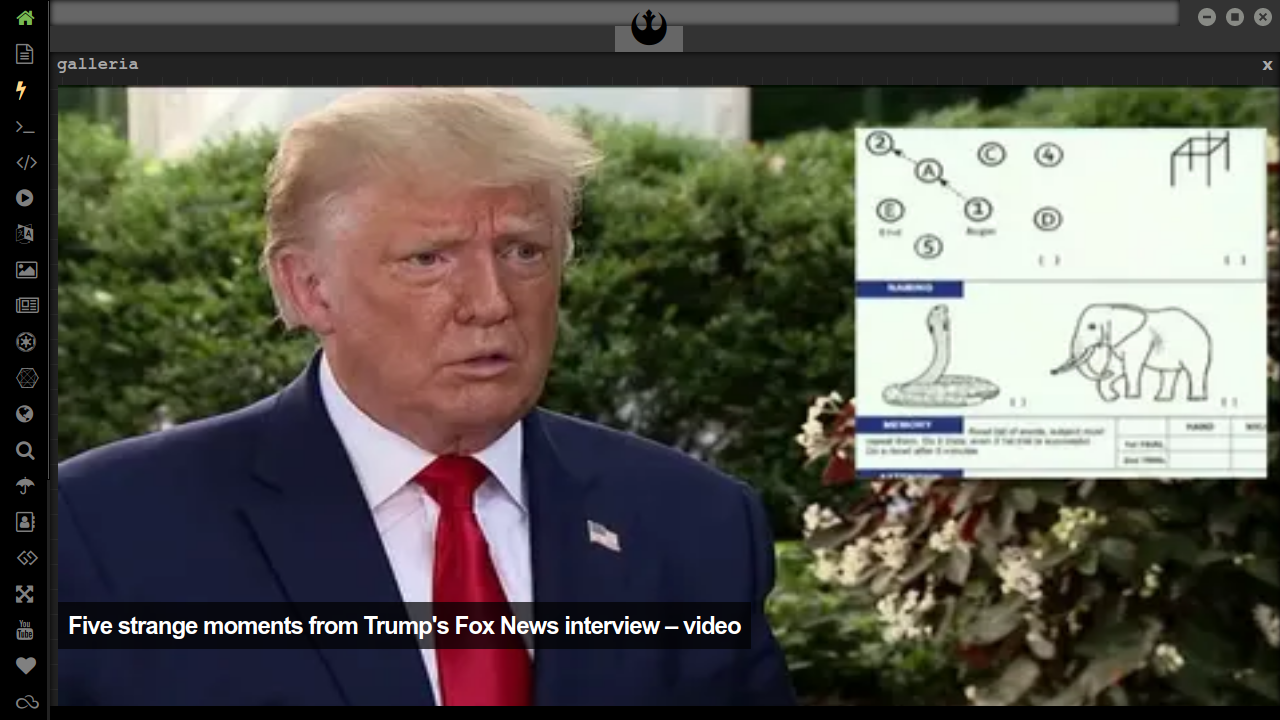 galleria
x
2
C
4
A
E
1
D
End
Begin
5
( )
( )
NAMING
( )
( )
MEMORY
Read list of words, subject must
repeat them. Do 2 trials, even if 1st trial is successful.
Do a recall after 5 minutes
HAND
1st TRIAL
2nd TRIAL
Five strange moments from Trump's Fox News interview – video
You
Tube